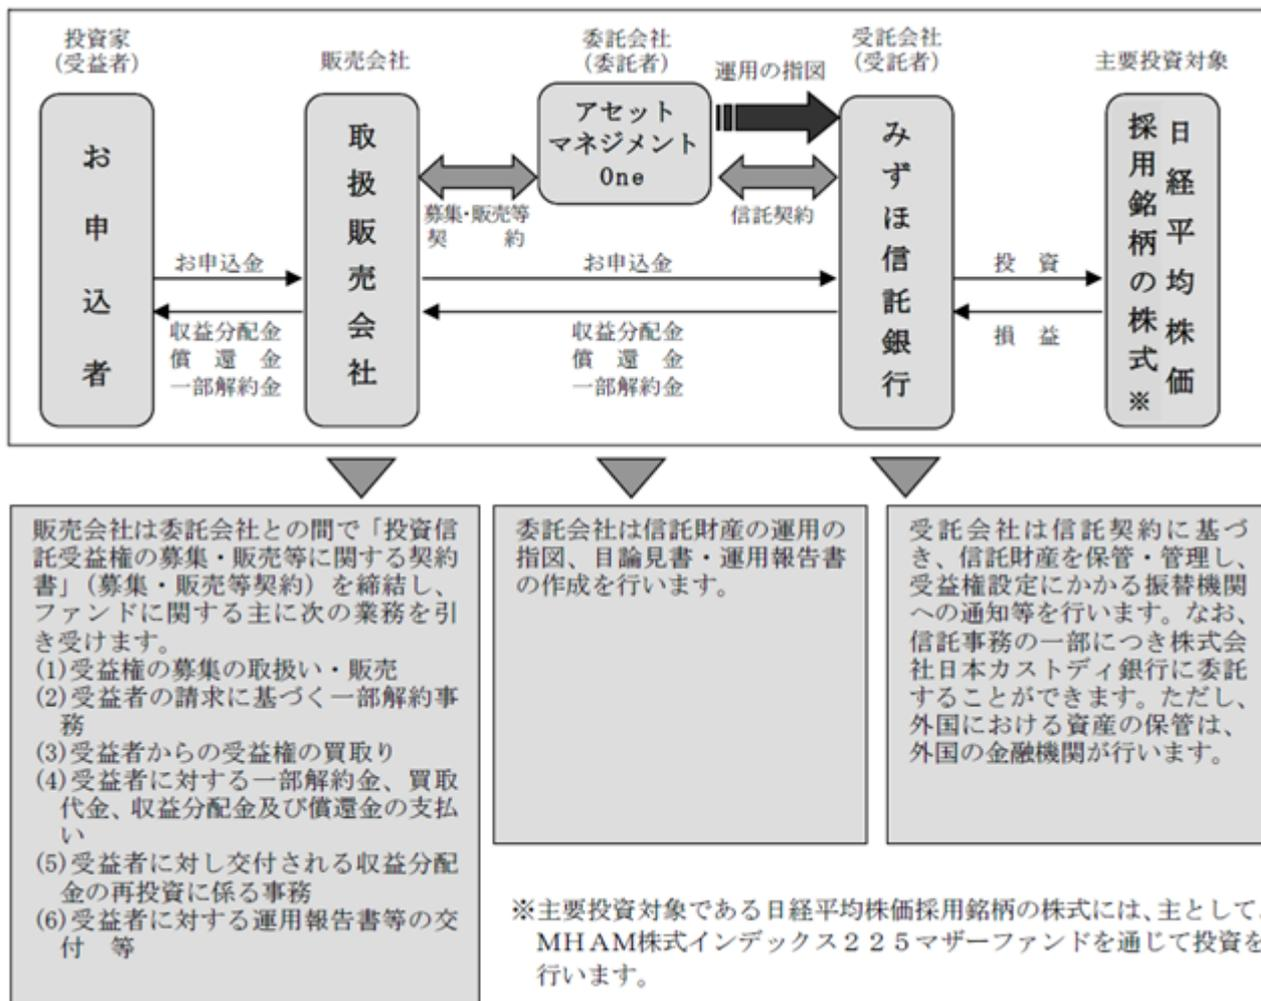 投資家
(受益者)
販売会社
委託会社
(委託者)
運用の指図
受託会社
(受託者)
主要投資対象
お申込者
取扱販売会社
アセット
マネジメント
One
みずほ信託銀行
日経平均株価
採用銘柄の株式※
募集・販売等
契　　約
信託契約
お申込金
お申込金
投　資
収益分配金
償　還　金
一部解約金
収益分配金
償　還　金
一部解約金
損　益
販売会社は委託会社との間で「投資信
託受益権の募集・販売等に関する契約
書」（募集・販売等契約）を締結し、
ファンドに関する主に次の業務を引
き受けます。
(1)受益権の募集の取扱い・販売
(2)受益者の請求に基づく一部解約事
務
(3)受益者からの受益権の買取り
(4)受益者に対する一部解約金、買取
代金、収益分配金及び償還金の支払
い
(5)受益者に対し交付される収益分配
金の再投資に係る事務
(6)受益者に対する運用報告書等の交
付　等
委託会社は信託財産の運用の
指図、目論見書・運用報告書
の作成を行います。
受託会社は信託契約に基づ
き、信託財産を保管・管理し、
受益権設定にかかる振替機関
への通知等を行います。なお、
信託事務の一部につき株式会
社日本カストディ銀行に委託
することができます。ただし、
外国における資産の保管は、
外国の金融機関が行います。
※主要投資対象である日経平均株価採用銘柄の株式には、主として、
ＭＨＡＭ株式インデックス２２５マザーファンドを通じて投資を
行います。